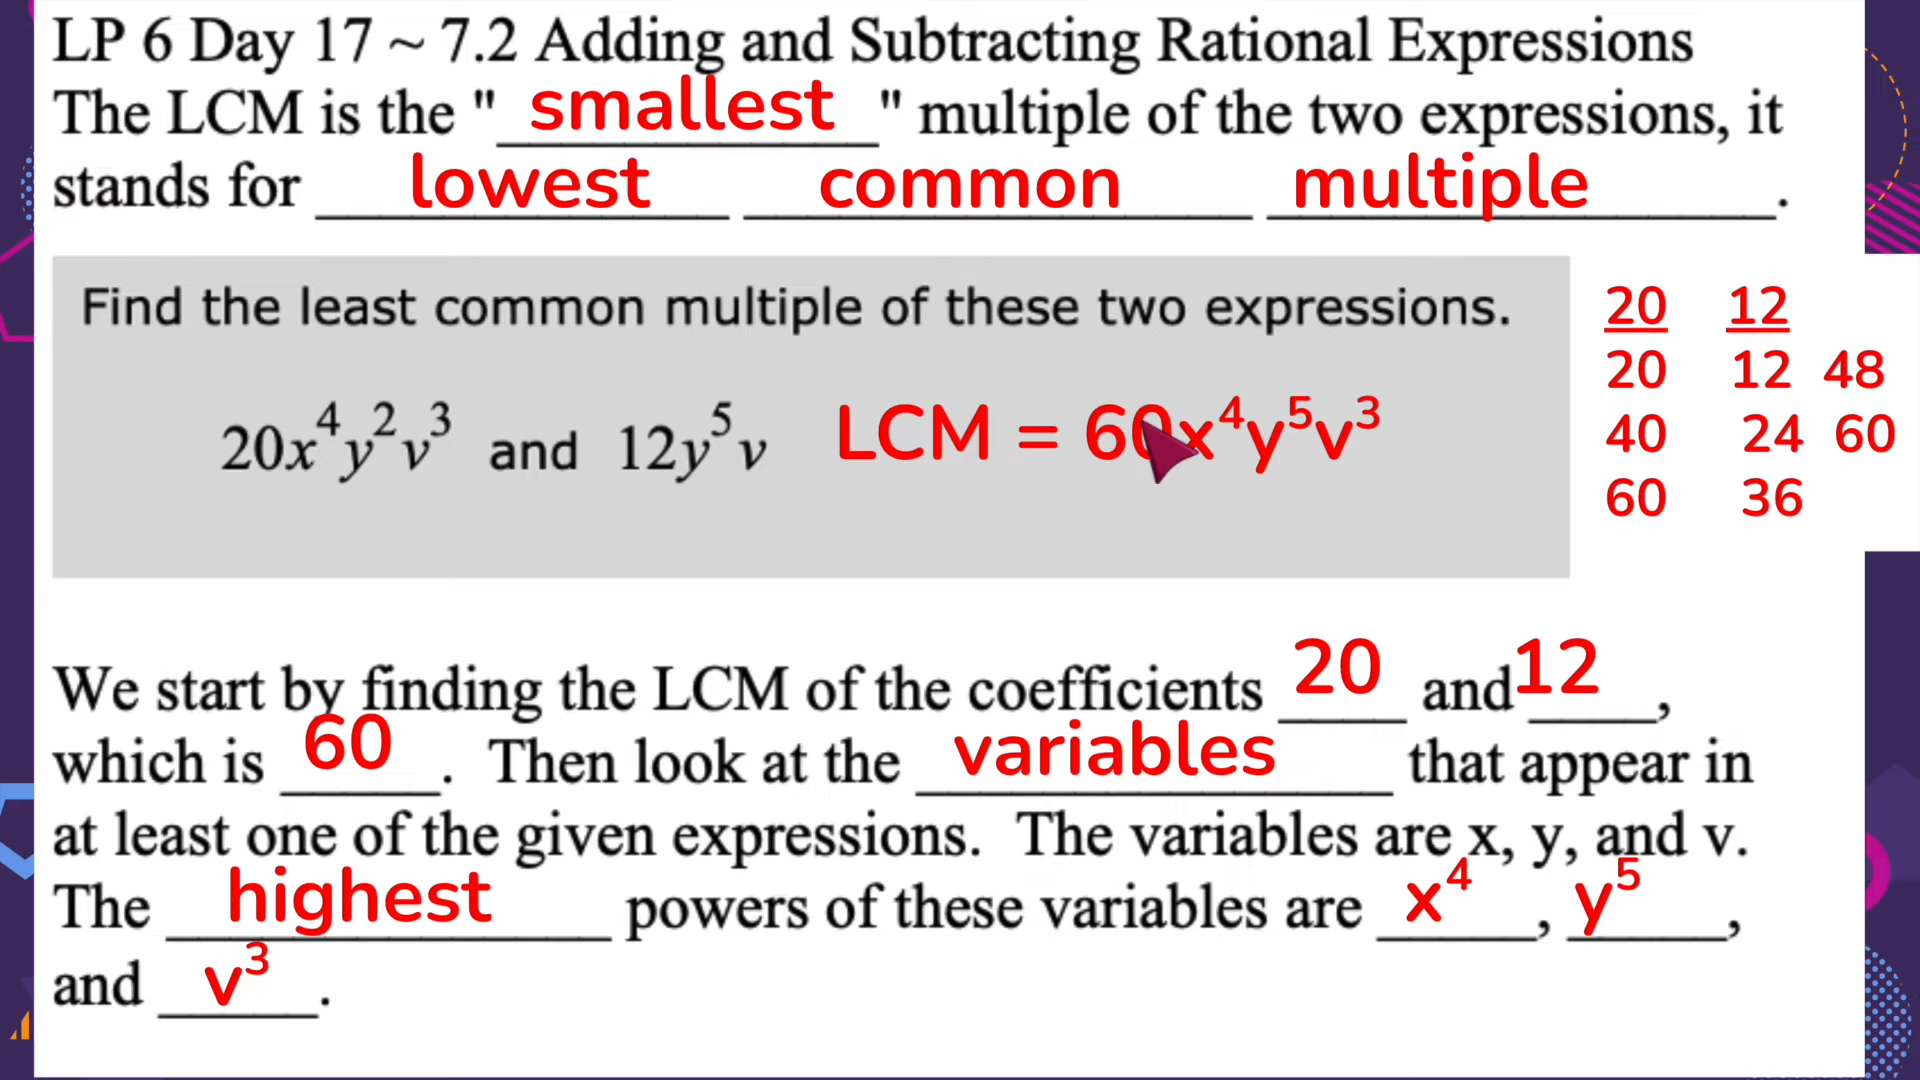 LP 6 Day 17 ~ 7.2 Adding and Subtracting Rational Expressions
The LCM is the " smallest " multiple of the two expressions, it
stands for lowest common multiple .
Find the least common multiple of these two expressions.
20x⁴y²v³ and 12y⁵v LCM = 60x⁴y⁵v³
20 12
20 12 48
40 24 60
60 36
We start by finding the LCM of the coefficients 20 and 12 ,
which is 60 . Then look at the variables that appear in
at least one of the given expressions. The variables are x, y, and v.
The highest powers of these variables are x⁴ , y⁵ ,
and v³ .